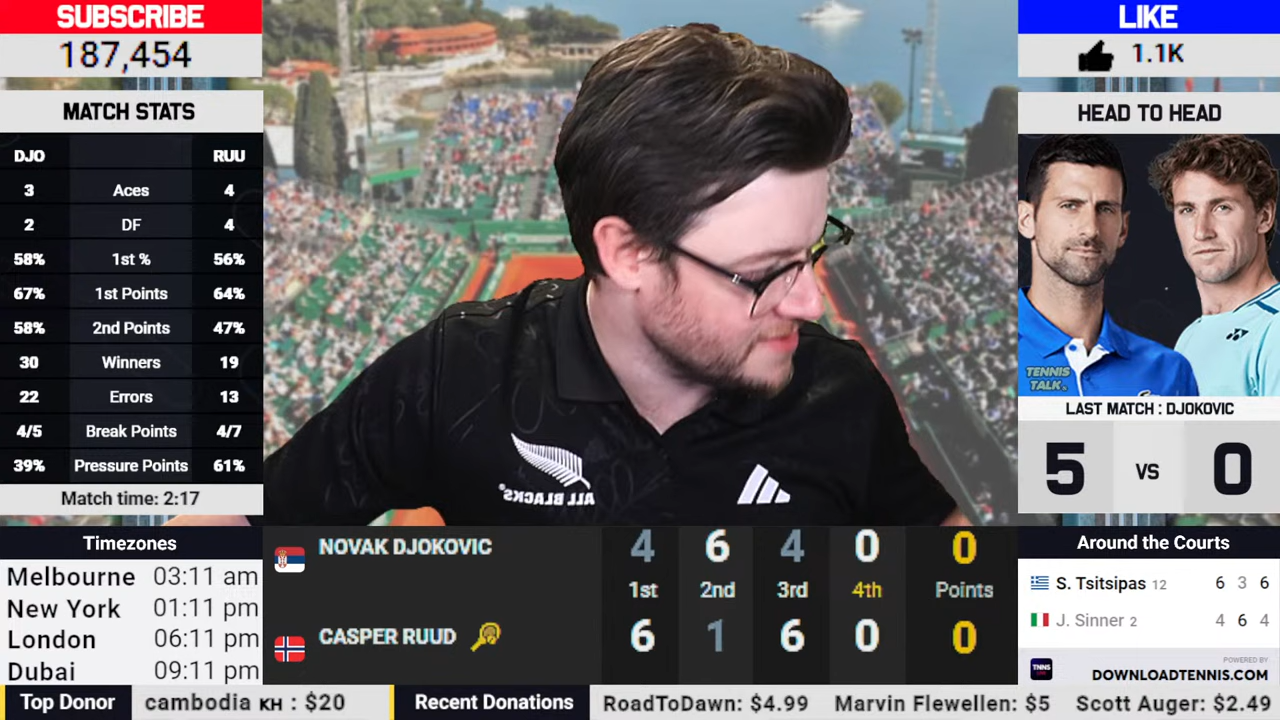 SUBSCRIBE
187,454
MATCH STATS
DJO RUU
3 Aces 4
2 DF 4
58% 1st % 56%
67% 1st Points 64%
58% 2nd Points 47%
30 Winners 19
22 Errors 13
4/5 Break Points 4/7
39% Pressure Points 61%
Match time: 2:17
Timezones
Melbourne 03:11 am
New York 01:11 pm
London 06:11 pm
Dubai 09:11 pm
ALL BLACKS®
NOVAK DJOKOVIC 4 6 4 0 0
1st 2nd 3rd 4th Points
CASPER RUUD 6 1 6 0 0
LIKE
1.1K
HEAD TO HEAD
TENNIS
TALK.
LAST MATCH : DJOKOVIC
5 VS 0
Around the Courts
S. Tsitsipas 12 6 3 6
J. Sinner 2 4 6 4
TNNS
POWERED BY
DOWNLOADTENNIS.COM
Top Donor cambodia KH : $20 Recent Donations RoadToDawn: $4.99 Marvin Flewellen: $5 Scott Auger: $2.49